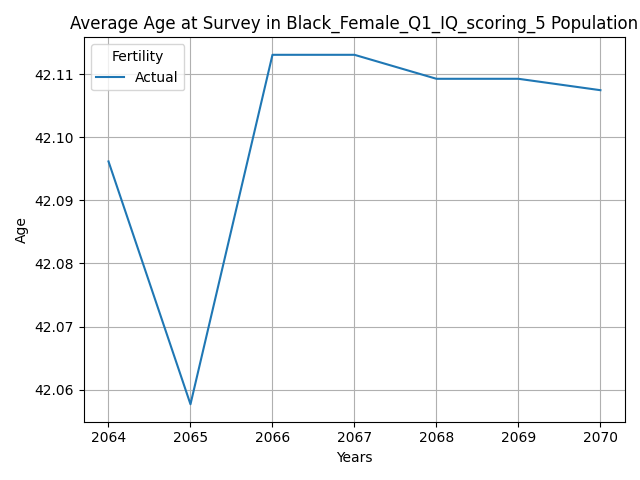 Average Age at Survey in Black_Female_Q1_IQ_scoring_5 Population
Fertility
Actual
42.11
42.10
42.09
42.08
42.07
42.06
Age
2064 2065 2066 2067 2068 2069 2070
Years